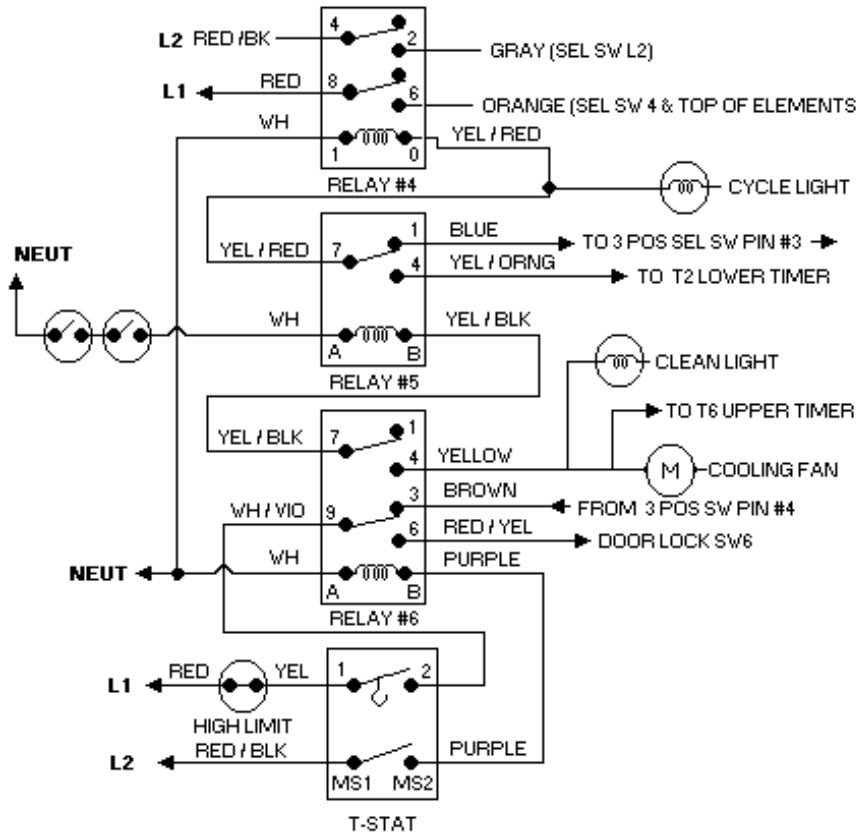 4
L2 RED / BK
2
GRAY (SEL SW L2)
L1
RED
8
6
ORANGE (SEL SW 4 & TOP OF ELEMENTS
WH
YEL / RED
1
0
RELAY #4
CYCLE LIGHT
1
BLUE
TO 3 POS SEL SW PIN #3
NEUT
YEL / RED
7
4
YEL / ORNG
TO T2 LOWER TIMER
WH
YEL / BLK
A
B
CLEAN LIGHT
RELAY #5
TO T6 UPPER TIMER
YEL / BLK
7
1
4
YELLOW
M
COOLING FAN
3
BROWN
WH / VIO
9
FROM 3 POS SW PIN #4
6
RED / YEL
DOOR LOCK SW6
NEUT
WH
PURPLE
A
B
RELAY #6
L1
RED
YEL
1
2
HIGH LIMIT
L2
RED / BLK
PURPLE
MS1
MS2
T-STAT